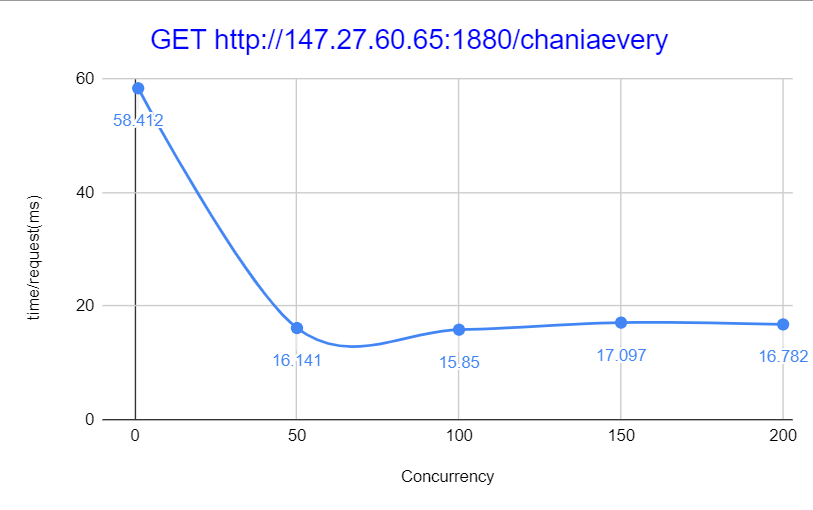 GET http://147.27.60.65:1880/chaniaevery
60
58.412
40
time/request(ms)
20
16.141
15.85
17.097
16.782
0
0 50 100 150 200
Concurrency